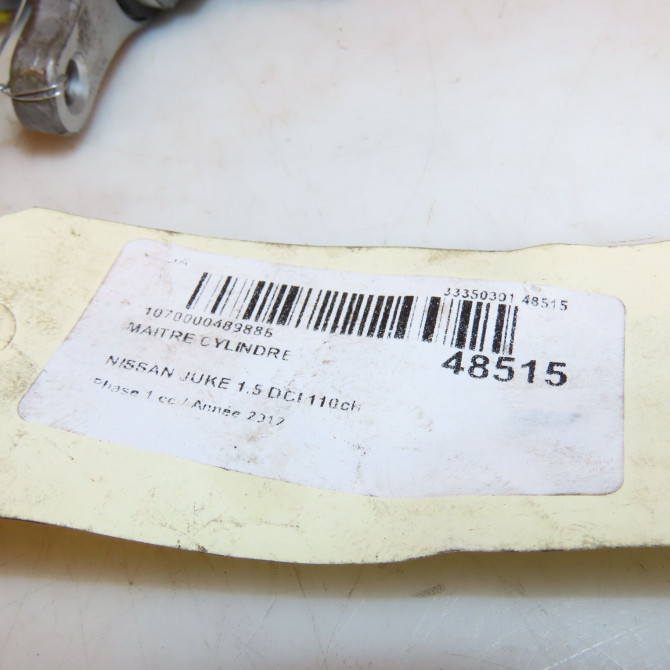 33350301 48515
1070000489886
MAITRE CYLINDRE
48515
NISSAN JUKE 1.5 DCI 110ch
Phase 1 cc / Année 2012